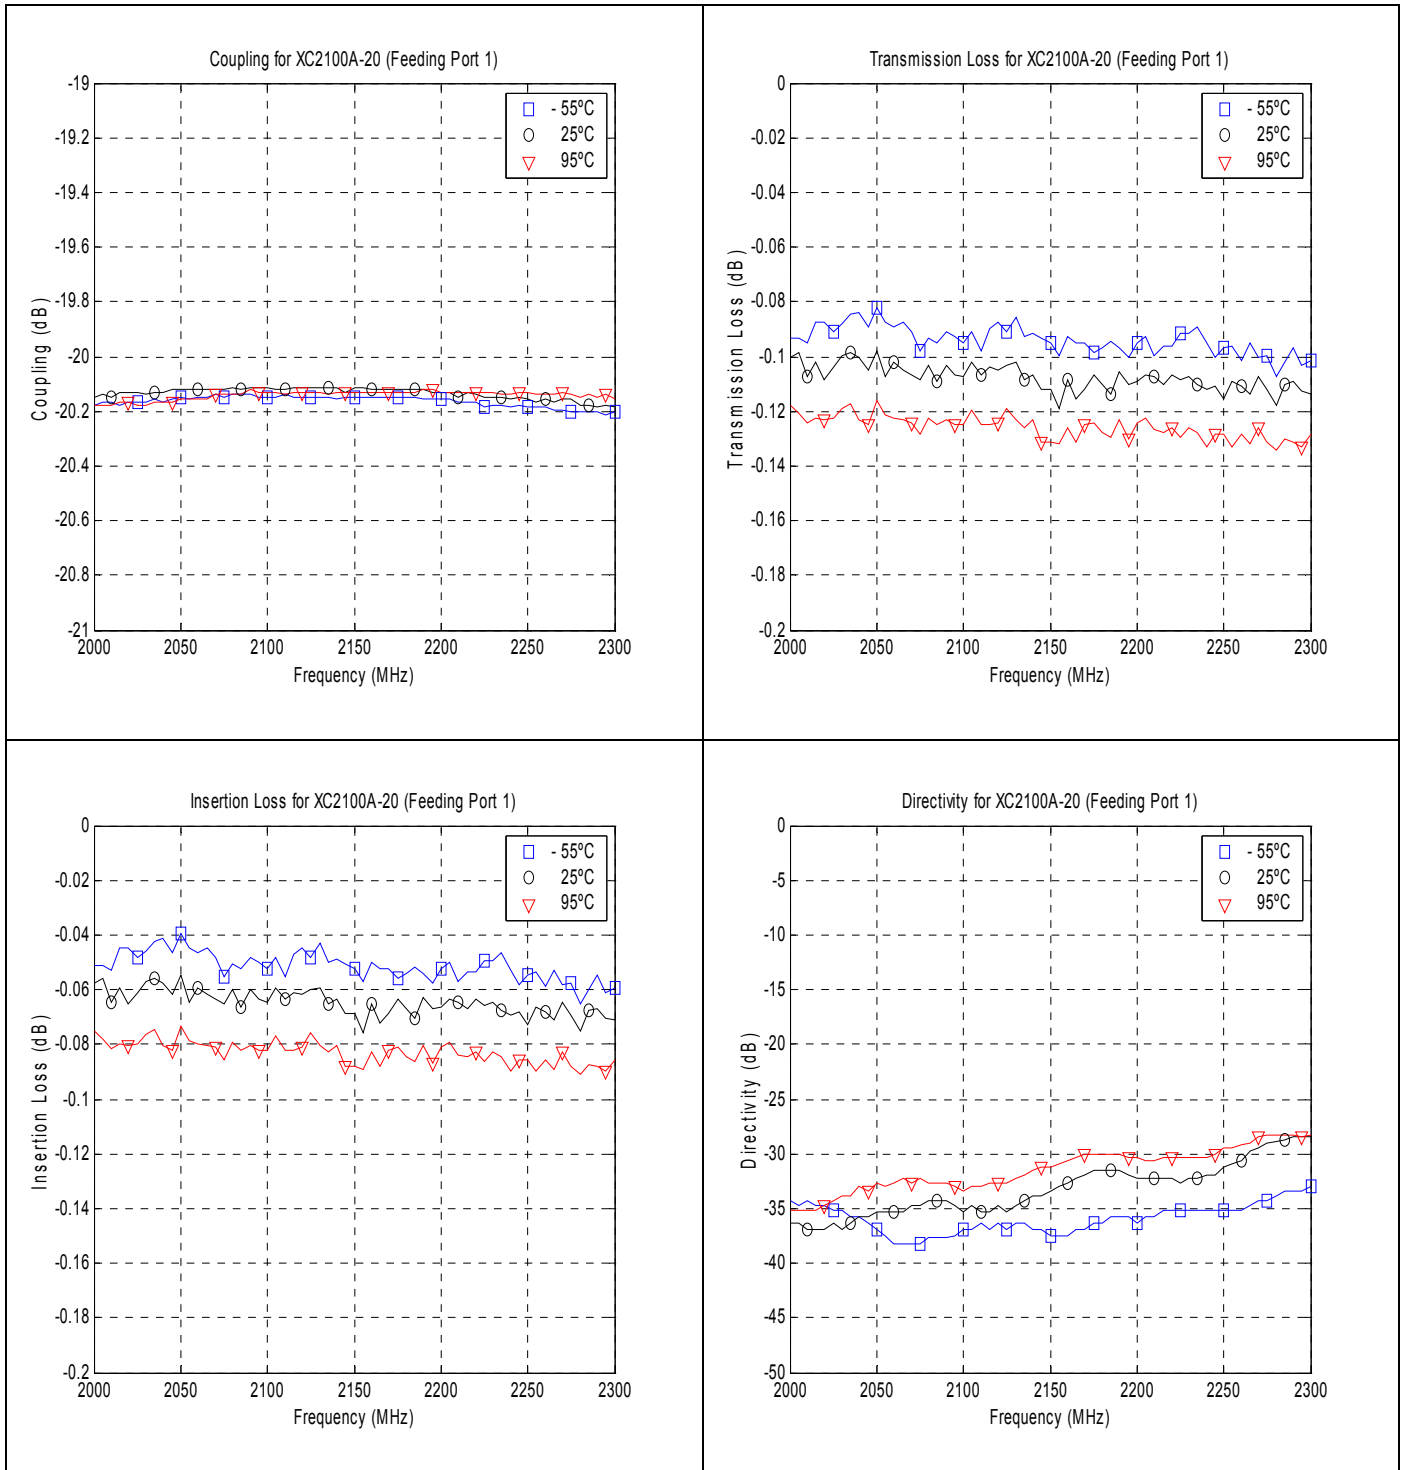 Coupling for XC2100A-20 (Feeding Port 1)
-19
-19.2
-19.4
-19.6
-19.8
-20
-20.2
-20.4
-20.6
-20.8
-21
Coupling (dB)
- 55ºC
25ºC
95ºC
2000 2050 2100 2150 2200 2250 2300
Frequency (MHz)
Transmission Loss for XC2100A-20 (Feeding Port 1)
0
-0.02
-0.04
-0.06
-0.08
-0.1
-0.12
-0.14
-0.16
-0.18
-0.2
Transmission Loss (dB)
- 55ºC
25ºC
95ºC
2000 2050 2100 2150 2200 2250 2300
Frequency (MHz)
Insertion Loss for XC2100A-20 (Feeding Port 1)
0
-0.02
-0.04
-0.06
-0.08
-0.1
-0.12
-0.14
-0.16
-0.18
-0.2
Insertion Loss (dB)
- 55ºC
25ºC
95ºC
2000 2050 2100 2150 2200 2250 2300
Frequency (MHz)
Directivity for XC2100A-20 (Feeding Port 1)
0
-5
-10
-15
-20
-25
-30
-35
-40
-45
-50
Directivity (dB)
- 55ºC
25ºC
95ºC
2000 2050 2100 2150 2200 2250 2300
Frequency (MHz)